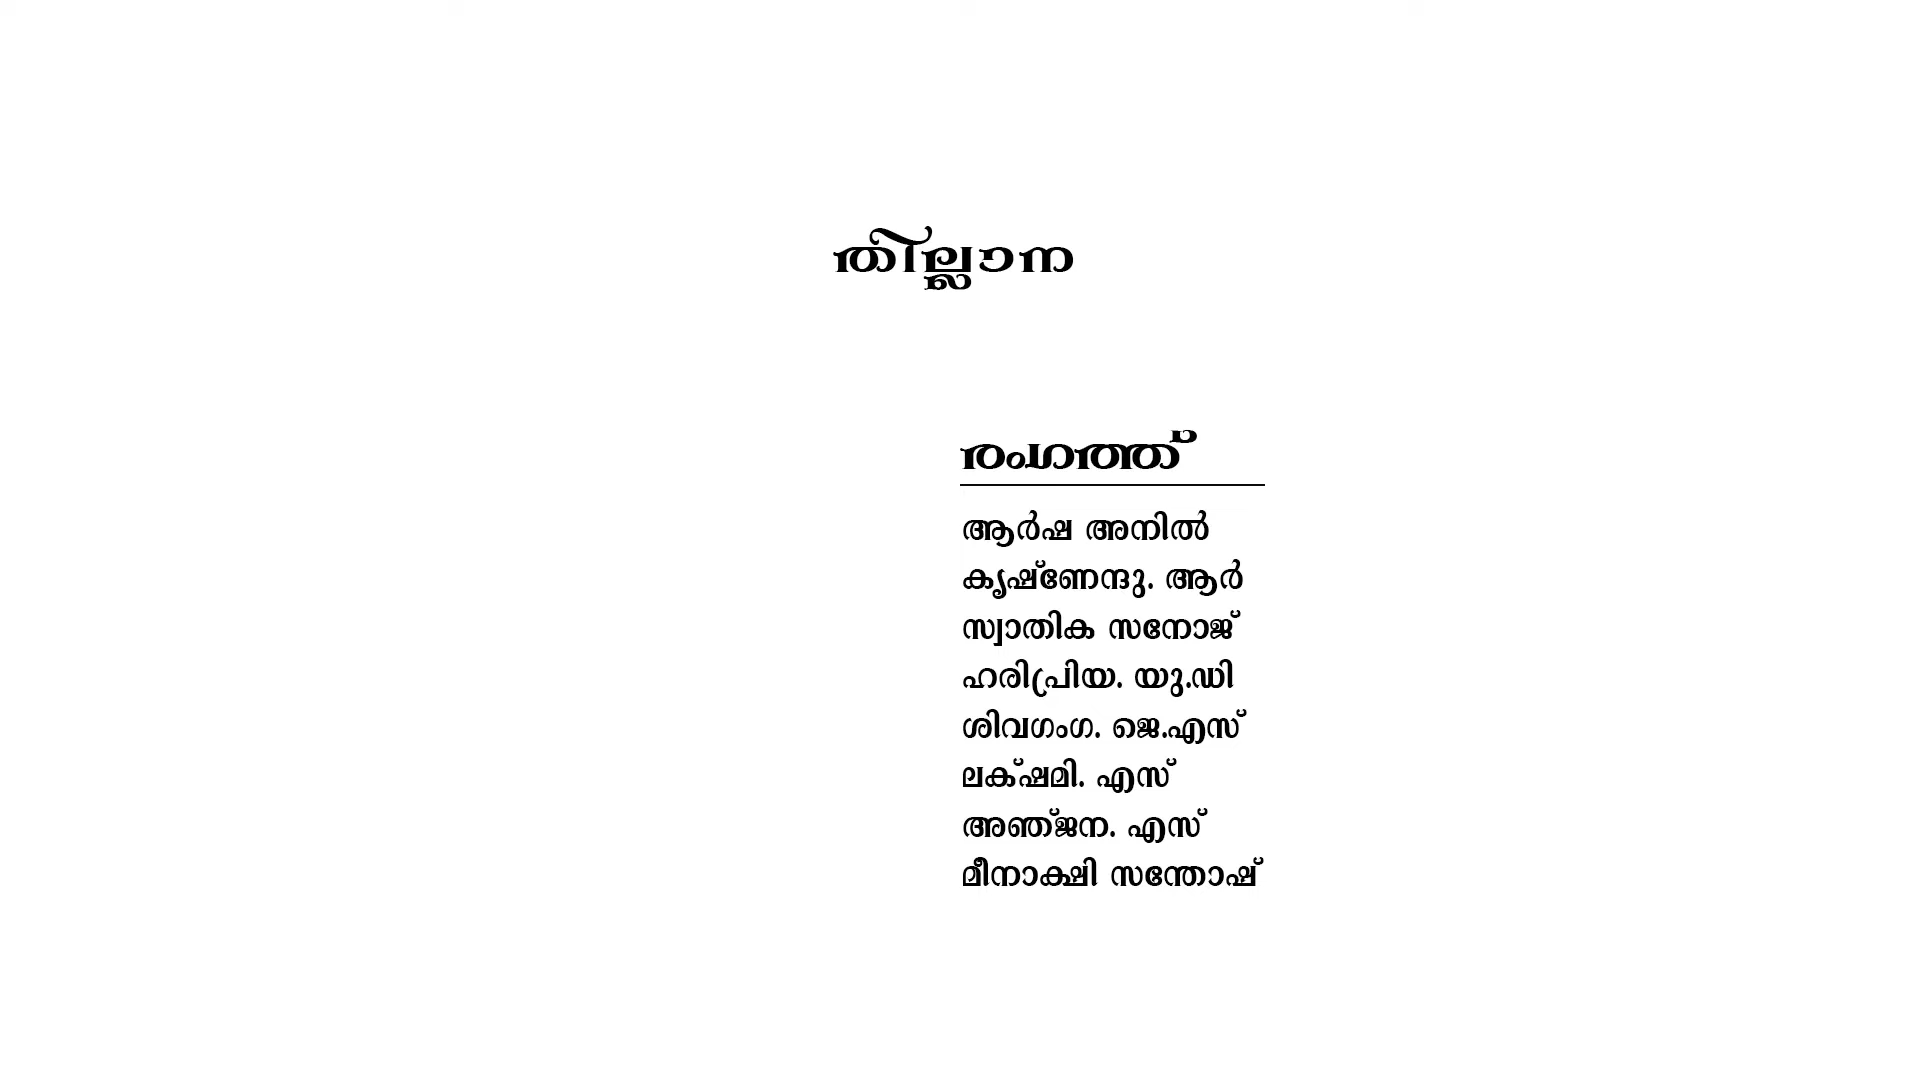 തില്ലാന
രംഗത്ത്
ആർഷ അനിൽ
കൃഷ്ണേന്ദു. ആർ
സ്വാതിക സനോജ്
ഹരിപ്രിയ. യു.ഡി
ശിവഗംഗ. ജെ.എസ്
ലക്ഷ്മി. എസ്
അഞ്ജന. എസ്
മീനാക്ഷി സന്തോഷ്